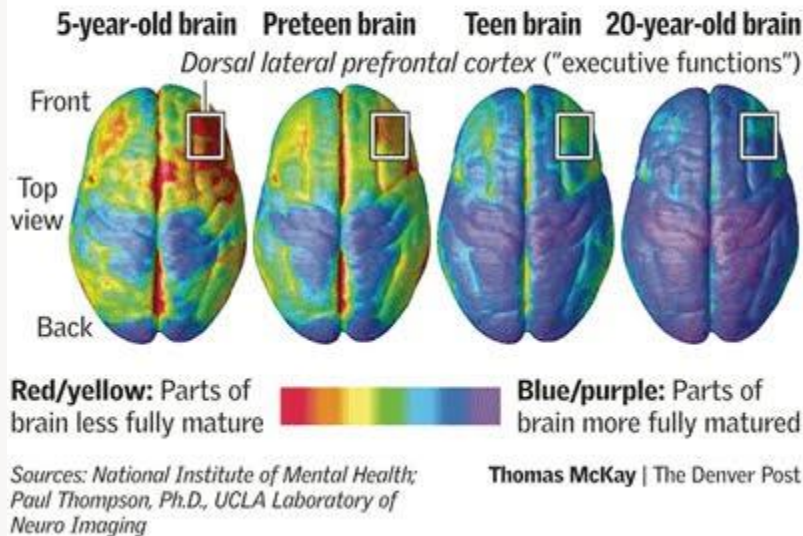 5-year-old brain Preteen brain Teen brain 20-year-old brain
Dorsal lateral prefrontal cortex ("executive functions")
Front
Top
view
Back
Red/yellow: Parts of
brain less fully mature
Blue/purple: Parts of
brain more fully matured
Sources: National Institute of Mental Health;
Paul Thompson, Ph.D., UCLA Laboratory of
Neuro Imaging
Thomas McKay | The Denver Post